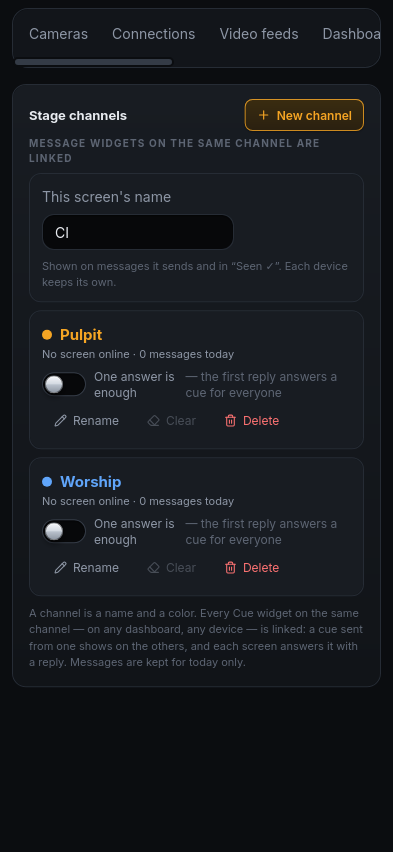 Cameras Connections Video feeds Dashboa
Stage channels
+ New channel
MESSAGE WIDGETS ON THE SAME CHANNEL ARE
LINKED
This screen's name
CI
Shown on messages it sends and in “Seen ✓”. Each device
keeps its own.
Pulpit
No screen online · 0 messages today
One answer is enough — the first reply answers a cue for everyone
Rename Clear Delete
Worship
No screen online · 0 messages today
One answer is enough — the first reply answers a cue for everyone
Rename Clear Delete
A channel is a name and a color. Every Cue widget on the same
channel — on any dashboard, any device — is linked: a cue sent
from one shows on the others, and each screen answers it with
a reply. Messages are kept for today only.